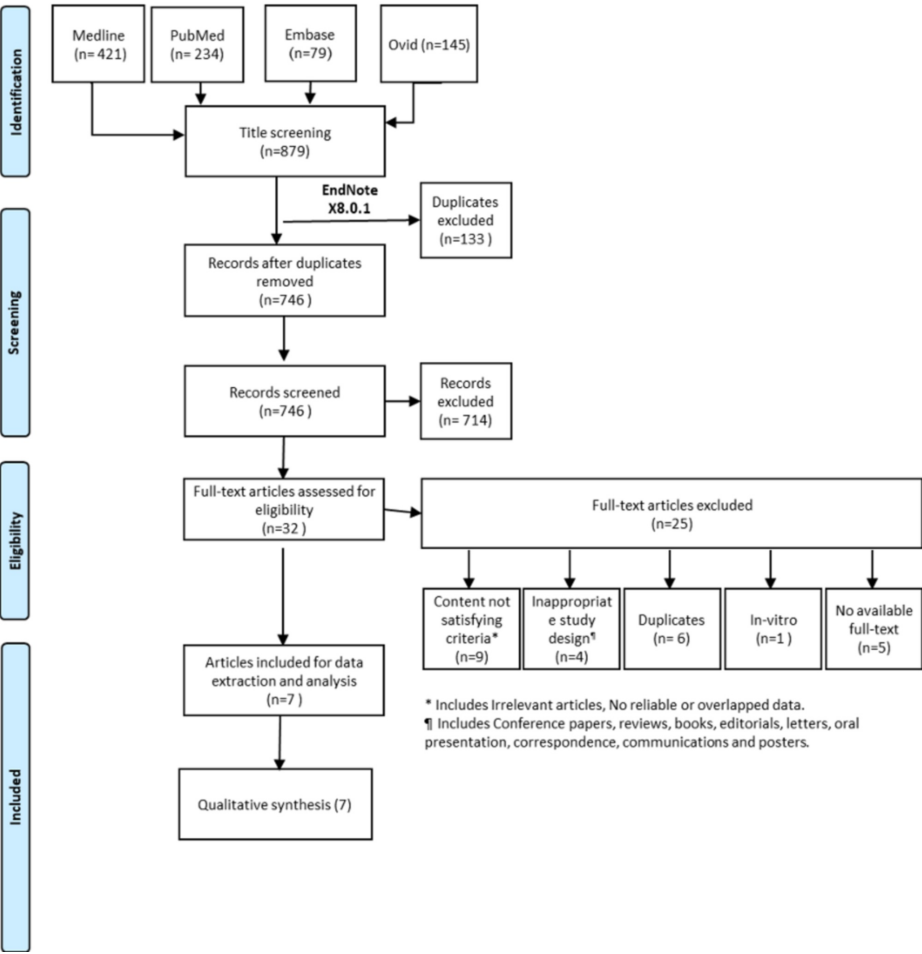 Identification
Medline
(n= 421)
PubMed
(n= 234)
Embase
(n=79)
Ovid (n=145)
Title screening
(n=879)
EndNote
X8.0.1
Duplicates
excluded
(n=133 )
Screening
Records after duplicates
removed
(n=746 )
Records screened
(n=746 )
Records
excluded
(n= 714)
Eligibility
Full-text articles assessed for
eligibility
(n=32 )
Full-text articles excluded
(n=25)
Content not
satisfying
criteria*
(n=9)
Inappropriat
e study
design¶
(n=4)
Duplicates
(n= 6)
In-vitro
(n=1 )
No available
full-text
(n=5)
Included
Articles included for data
extraction and analysis
(n=7 )
* Includes Irrelevant articles, No reliable or overlapped data.
¶ Includes Conference papers, reviews, books, editorials, letters, oral
presentation, correspondence, communications and posters.
Qualitative synthesis (7)